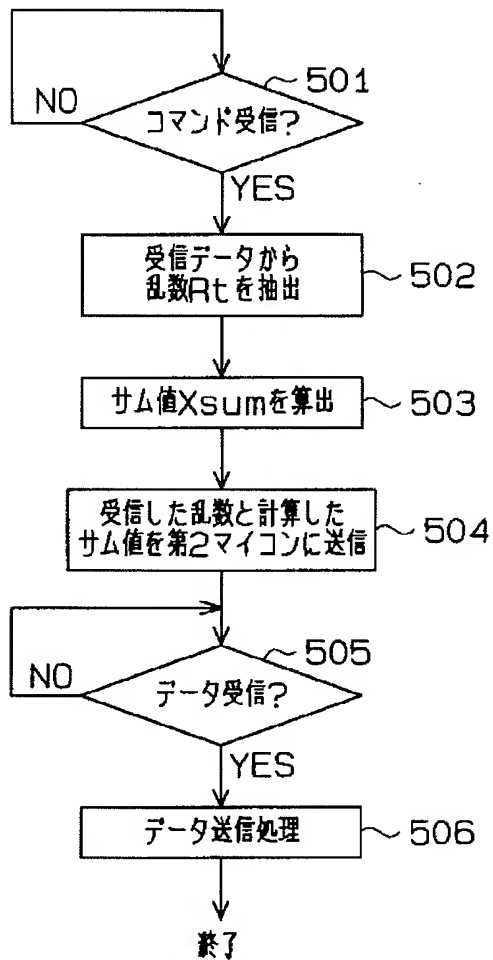 501
NO
コマンド受信?
YES
受信データから
乱数Rtを抽出
502
サム値Xsumを算出
503
受信した乱数と計算した
サム値を第2マイコンに送信
504
505
NO
データ受信?
YES
データ送信処理
506
終了